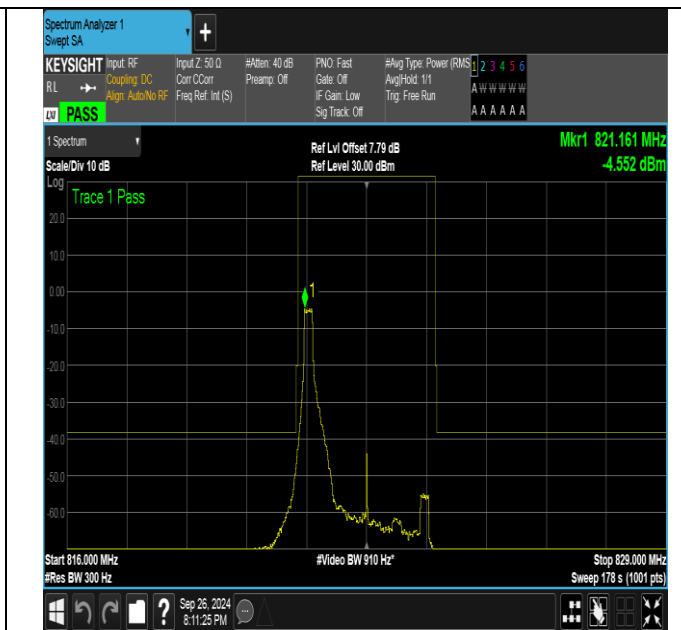 Spectrum Analyzer 1
Swept SA
+
KEYSIGHT
RL
LXI PASS
Input: RF
Coupling: DC
Align: Auto/No RF
Input Z: 50 Ω
Corr CCorr
Freq Ref: Int (S)
#Atten: 40 dB
Preamp: Off
PNO: Fast
Gate: Off
IF Gain: Low
Sig Track: Off
#Avg Type: Power (RMS
Avg|Hold: 1/1
Trig: Free Run
1 2 3 4 5 6
A W W W W W
A A A A A A
1 Spectrum
Scale/Div 10 dB
Ref Lvl Offset 7.79 dB
Ref Level 30.00 dBm
Mkr1 821.161 MHz
-4.552 dBm
Log
Trace 1 Pass
20.0
10.0
0.00
1
-10.0
-20.0
-30.0
-40.0
-50.0
-60.0
Start 816.000 MHz
#Video BW 910 Hz*
Stop 829.000 MHz
#Res BW 300 Hz
Sweep 178 s (1001 pts)
?
Sep 26, 2024
8:11:25 PM